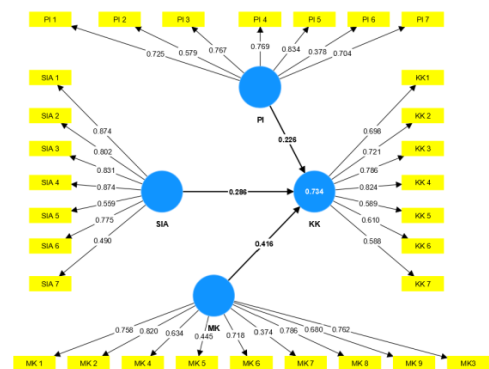 PI 1 PI 2 PI 3 PI 4 PI 5 PI 6 PI 7
0.725 0.579 0.767 0.769 0.834 0.378 0.704
PI
SIA 1
SIA 2
SIA 3
SIA 4
SIA 5
SIA 6
SIA 7
0.874
0.802
0.831
0.874
0.559
0.775
0.490
SIA
0.226
0.286
0.416
0.734
KK
KK1
KK 2
KK 3
KK 4
KK 5
KK 6
KK 7
0.698
0.721
0.786
0.824
0.589
0.610
0.588
MK
0.758 0.820 0.634 0.445 0.718 0.374 0.786 0.680 0.762
MK 1 MK 2 MK 4 MK 5 MK 6 MK7 MK 8 MK 9 MK3